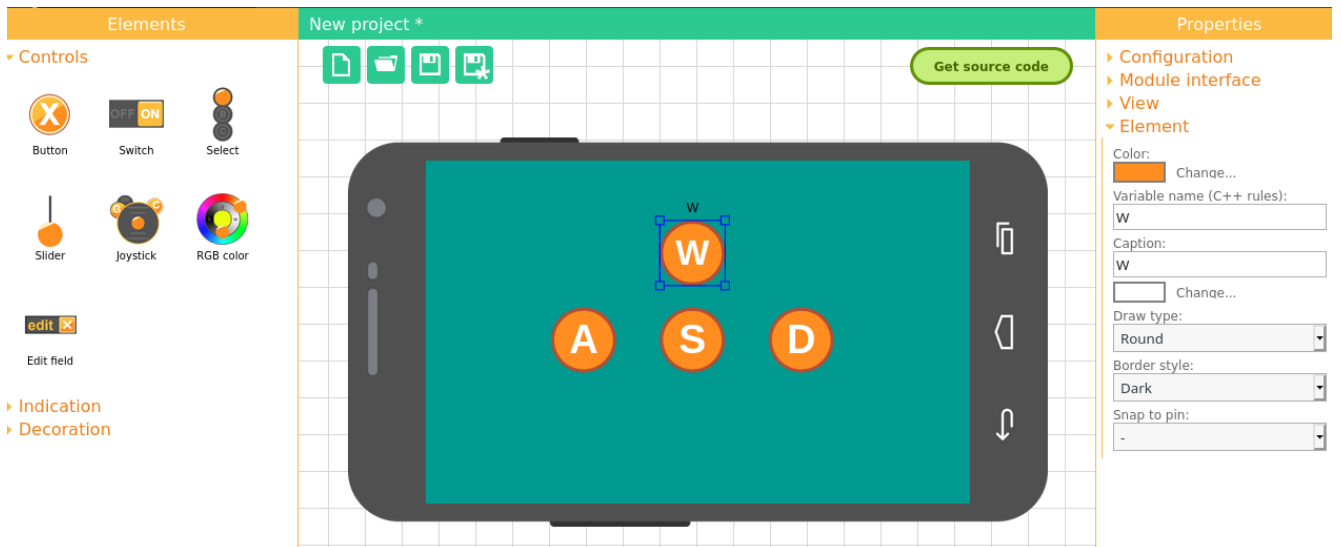 Elements
Controls
X
OFF ON
Button
Switch
Select
G
C
Slider
Joystick
RGB color
edit X
Edit field
Indication
Decoration
New project *
Get source code
W
W
A
S
D
Properties
Configuration
Module interface
View
Element
Color:
Change...
Variable name (C++ rules):
W
Caption:
W
Change...
Draw type:
Round
Border style:
Dark
Snap to pin:
-